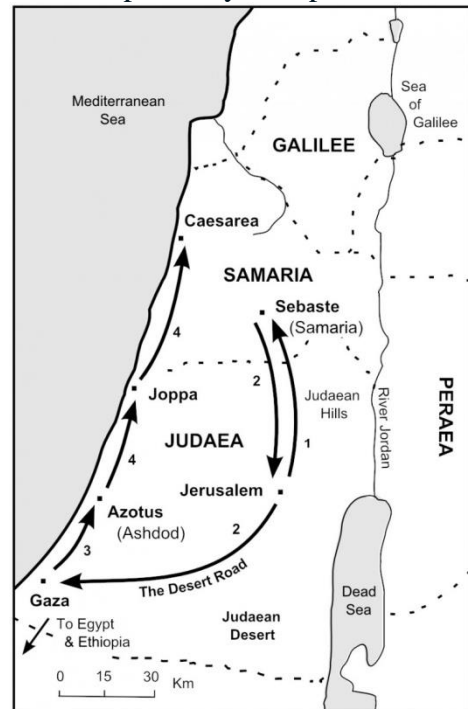 Mediterranean
Sea
Sea
of
Galilee
GALILEE
Caesarea
SAMARIA
4
Sebaste
(Samaria)
2
Joppa
Judaean
Hills
1
River Jordan
PERAEA
4
JUDAEA
Jerusalem
Azotus
(Ashdod)
2
3
The Desert Road
Gaza
Dead
Sea
To Egypt
& Ethiopia
Judaean
Desert
0 15 30
Km